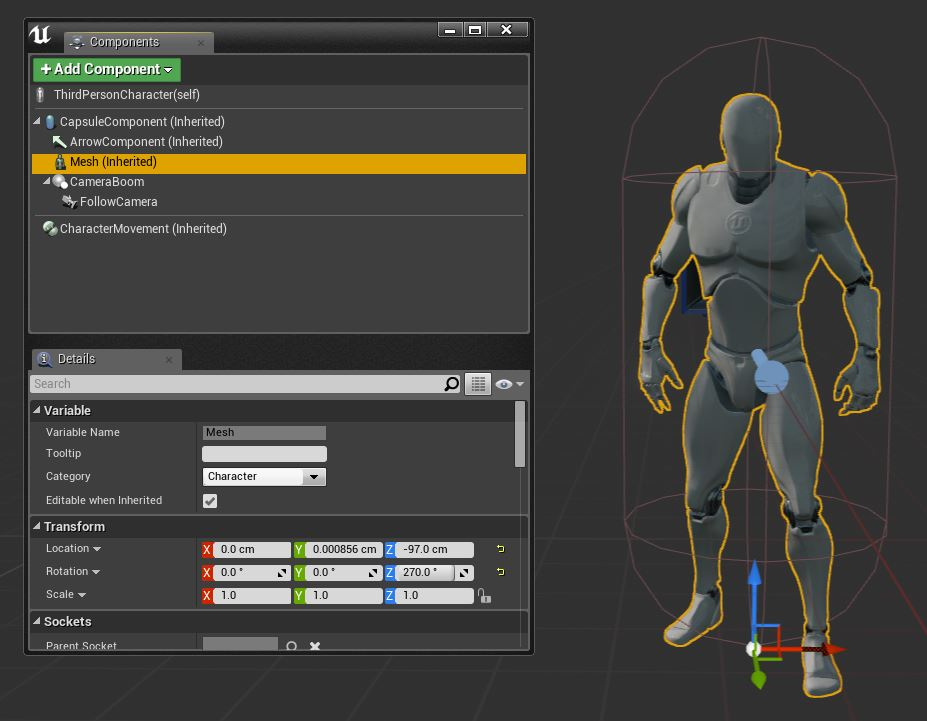 Components
+ Add Component
ThirdPersonCharacter(self)
CapsuleComponent (Inherited)
ArrowComponent (Inherited)
Mesh (Inherited)
CameraBoom
FollowCamera
CharacterMovement (Inherited)
Details
Search
Variable
Variable Name Mesh
Tooltip
Category Character
Editable when Inherited
Transform
Location X 0.0 cm Y 0.000856 cm Z -97.0 cm
Rotation X 0.0 ° Y 0.0 ° Z 270.0 °
Scale X 1.0 Y 1.0 Z 1.0
Sockets
Parent Socket